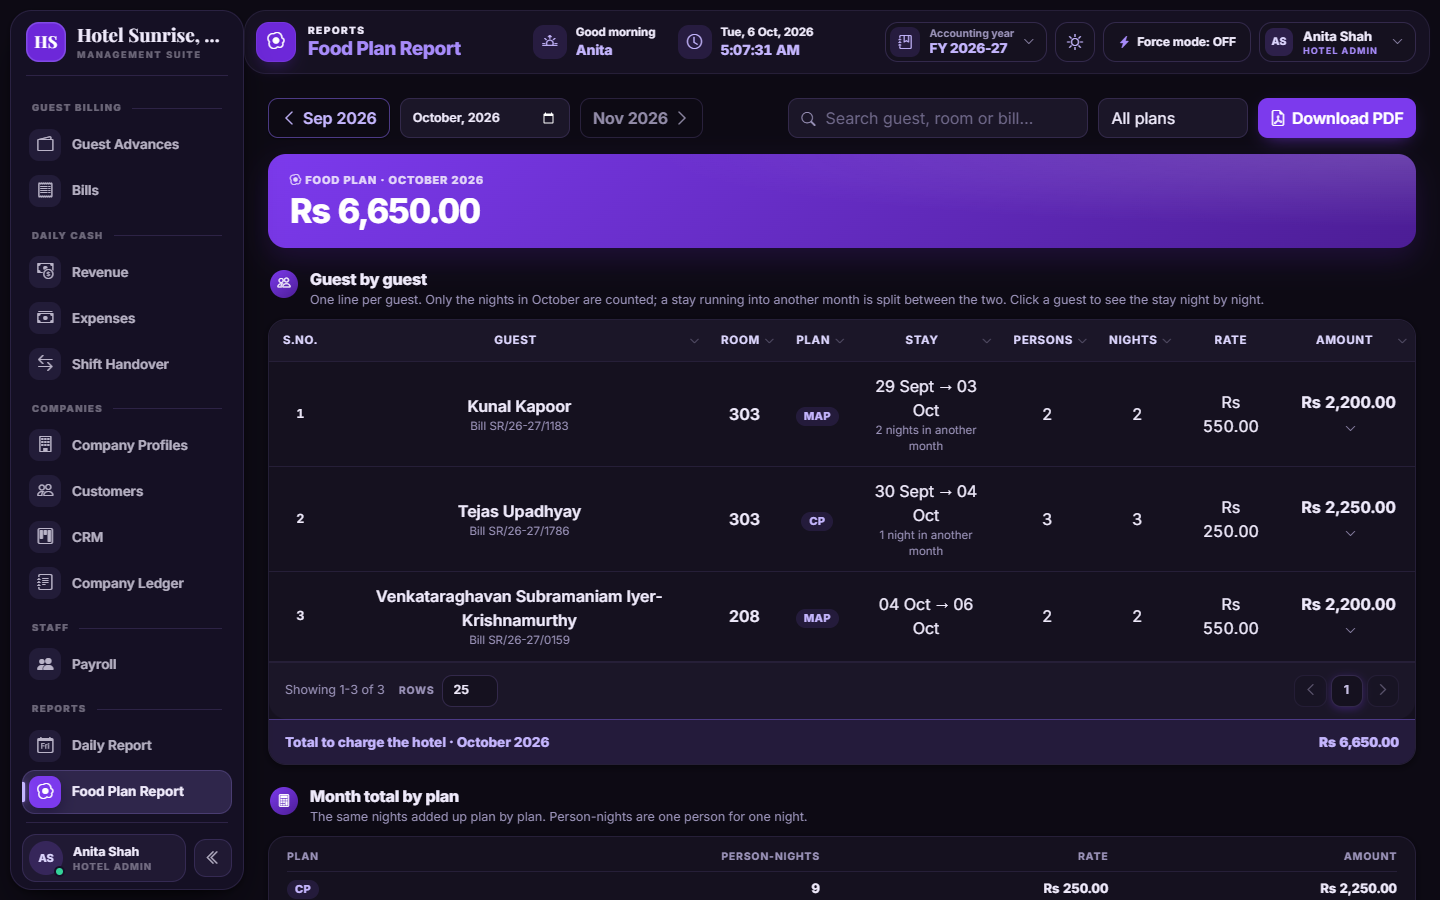 HS
Hotel Sunrise, ...
MANAGEMENT SUITE
GUEST BILLING
Guest Advances
Bills
DAILY CASH
Revenue
Expenses
Shift Handover
COMPANIES
Company Profiles
Customers
CRM
Company Ledger
STAFF
Payroll
REPORTS
Fri
Daily Report
Food Plan Report
AS
Anita Shah
HOTEL ADMIN
REPORTS
Food Plan Report
Good morning
Anita
Tue, 6 Oct, 2026
5:07:31 AM
Accounting year
FY 2026-27
Force mode: OFF
AS
Anita Shah
HOTEL ADMIN
Sep 2026
October, 2026
Nov 2026
Search guest, room or bill...
All plans
Download PDF
FOOD PLAN · OCTOBER 2026
Rs 6,650.00
Guest by guest
One line per guest. Only the nights in October are counted; a stay running into another month is split between the two. Click a guest to see the stay night by night.
S.NO. GUEST ROOM PLAN STAY PERSONS NIGHTS RATE AMOUNT
1 Kunal Kapoor 303 MAP 29 Sept → 03 2 2 Rs Rs 2,200.00
Bill SR/26-27/1183 Oct 550.00
2 nights in another
month
2 Tejas Upadhyay 303 CP 30 Sept → 04 3 3 Rs Rs 2,250.00
Bill SR/26-27/1786 Oct 250.00
1 night in another
month
3 Venkataraghavan Subramaniam Iyer- 208 MAP 04 Oct → 06 2 2 Rs Rs 2,200.00
Krishnamurthy Oct 550.00
Bill SR/26-27/0159
Showing 1-3 of 3 ROWS 25 1
Total to charge the hotel · October 2026 Rs 6,650.00
Month total by plan
The same nights added up plan by plan. Person-nights are one person for one night.
PLAN PERSON-NIGHTS RATE AMOUNT
CP 9 Rs 250.00 Rs 2,250.00